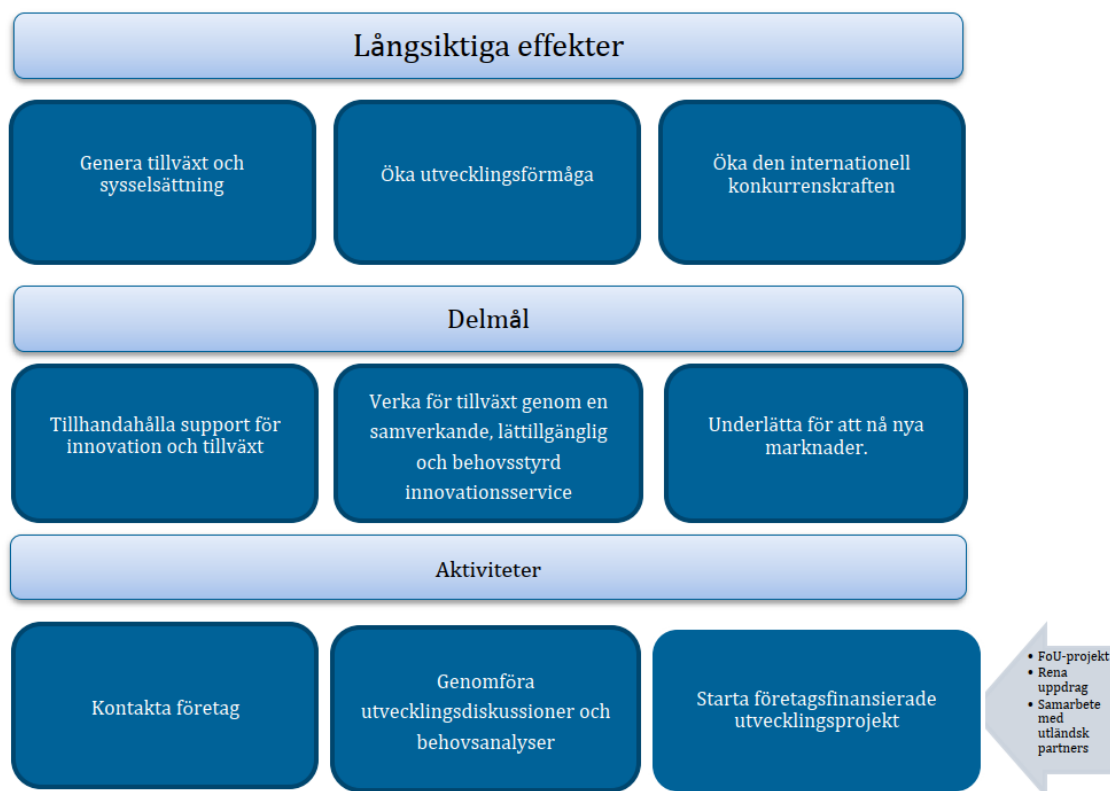 Långsiktiga effekter
Genera tillväxt och
sysselsättning
Öka utvecklingsförmåga
Öka den internationell
konkurrenskraften
Delmål
Tillhandahålla support för
innovation och tillväxt
Verka för tillväxt genom en
samverkande, lättillgänglig
och behovsstyrd
innovationsservice
Underlätta för att nå nya
marknader.
Aktiviteter
Kontakta företag
Genomföra
utvecklingsdiskussioner och
behovsanalyser
Starta företagsfinansierade
utvecklingsprojekt
• FoU-projekt
• Rena
uppdrag
• Samarbete
med
utländsk
partners